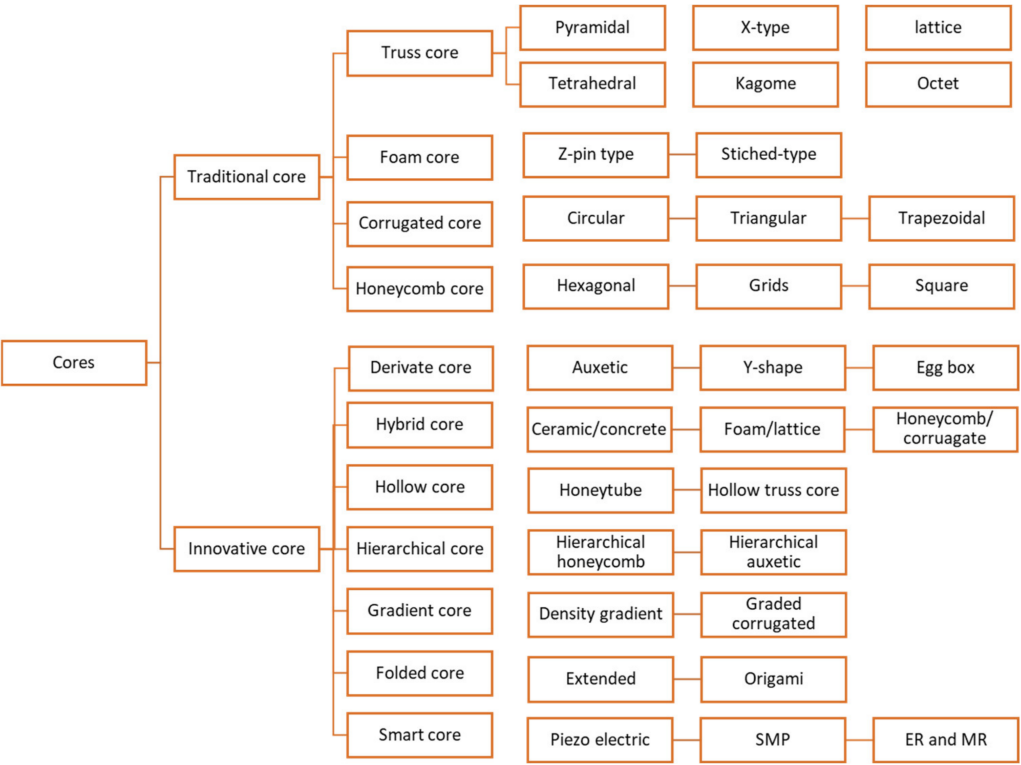 Cores
Traditional core
Truss core
Pyramidal
X-type
lattice
Tetrahedral
Kagome
Octet
Foam core
Z-pin type
Stiched-type
Corrugated core
Circular
Triangular
Trapezoidal
Honeycomb core
Hexagonal
Grids
Square
Innovative core
Derivate core
Auxetic
Y-shape
Egg box
Hybrid core
Ceramic/concrete
Foam/lattice
Honeycomb/
corruagate
Hollow core
Honeytube
Hollow truss core
Hierarchical core
Hierarchical
honeycomb
Hierarchical
auxetic
Gradient core
Density gradient
Graded
corrugated
Folded core
Extended
Origami
Smart core
Piezo electric
SMP
ER and MR